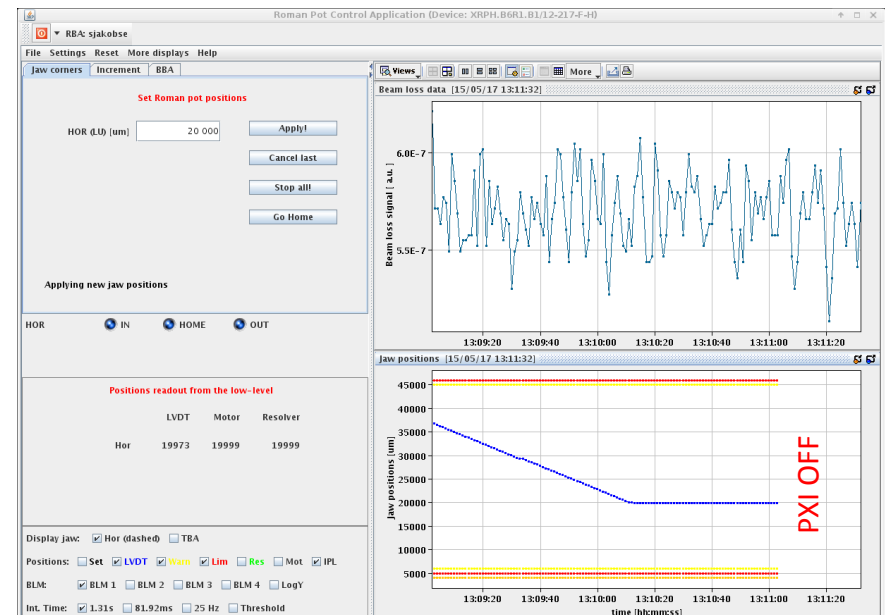 Roman Pot Control Application (Device: XRPH.B6R1.B1/12-217-F-H)
RBA: sjakobse
File Settings Reset More displays Help
Jaw corners Increment BBA
Set Roman pot positions
HOR (LU) [um] 20 000 Apply!
Cancel last
Stop all!
Go Home
Applying new jaw positions
HOR IN HOME OUT
Positions readout from the low-level
LVDT Motor Resolver
Hor 19973 19999 19999
Display jaw: Hor (dashed) TBA
Positions: Set LVDT Warn Lim Res Mot IPL
BLM: BLM 1 BLM 2 BLM 3 BLM 4 LogY
Int. Time: 1.31s 81.92ms 25 Hz Threshold
Views More
Beam loss data [15/05/17 13:11:32]
Beam loss signal [ a.u. ]
6.0E-7
5.5E-7
13:09:20 13:09:40 13:10:00 13:10:20 13:10:40 13:11:00 13:11:20
Jaw positions [15/05/17 13:11:32]
Jaw positions [um]
45000
40000
35000
30000
25000
20000
15000
10000
5000
PXI OFF
13:09:20 13:09:40 13:10:00 13:10:20 13:10:40 13:11:00 13:11:20
time [hh:mm:ss]